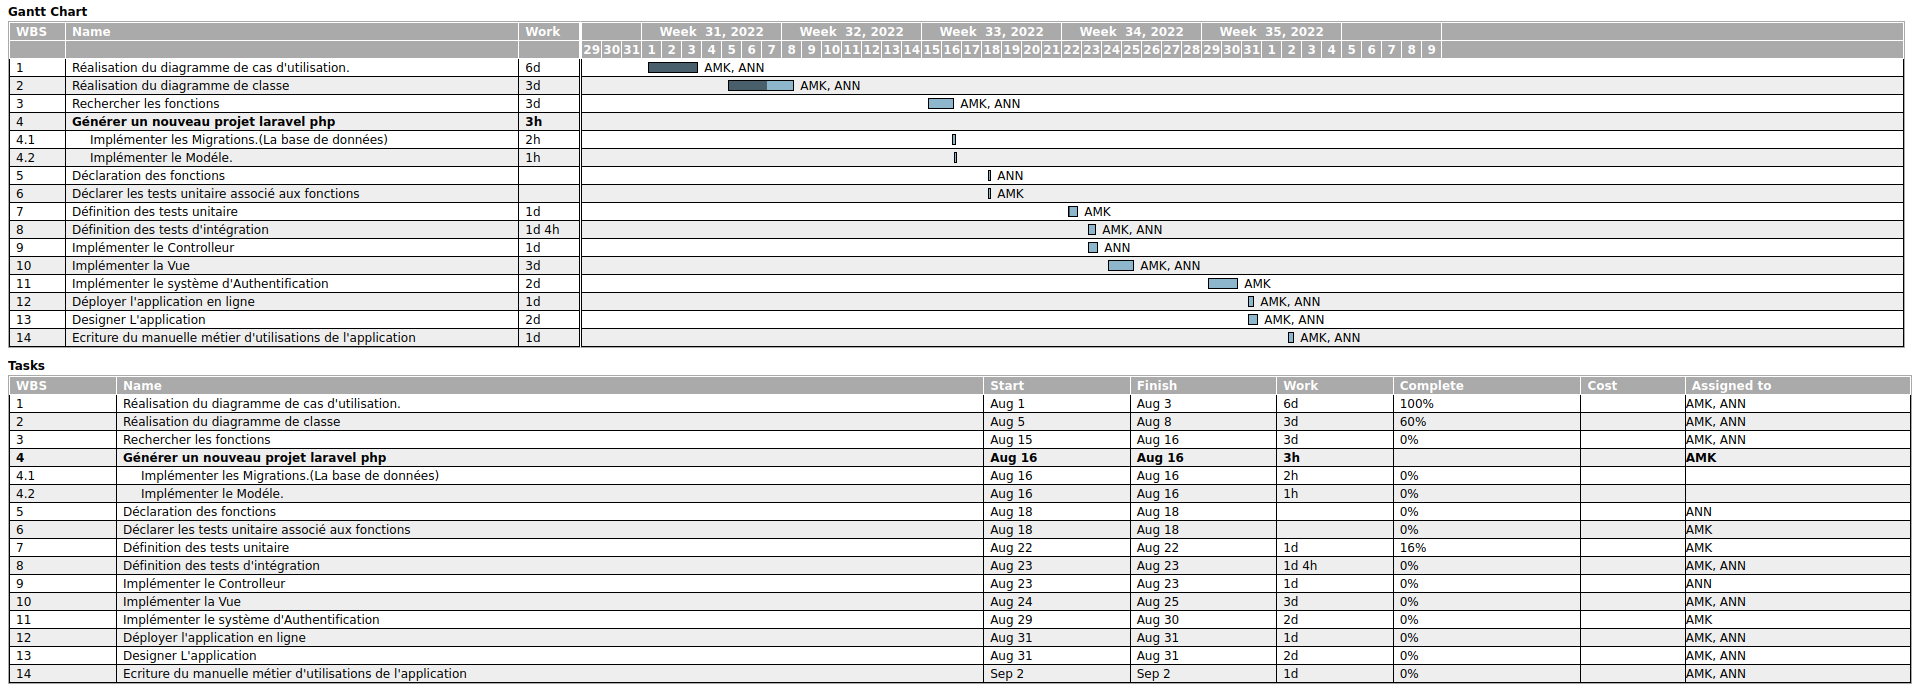 Gantt Chart
WBS Name Work Week 31, 2022 Week 32, 2022 Week 33, 2022 Week 34, 2022 Week 35, 2022
29 30 31 1 2 3 4 5 6 7 8 9 10 11 12 13 14 15 16 17 18 19 20 21 22 23 24 25 26 27 28 29 30 31 1 2 3 4 5 6 7 8 9
1 Réalisation du diagramme de cas d'utilisation. 6d AMK, ANN
2 Réalisation du diagramme de classe 3d AMK, ANN
3 Rechercher les fonctions 3d AMK, ANN
4 Générer un nouveau projet laravel php 3h
4.1 Implémenter les Migrations.(La base de données) 2h
4.2 Implémenter le Modéle. 1h
5 Déclaration des fonctions ANN
6 Déclarer les tests unitaire associé aux fonctions AMK
7 Définition des tests unitaire 1d AMK
8 Définition des tests d'intégration 1d 4h AMK, ANN
9 Implémenter le Controlleur 1d ANN
10 Implémenter la Vue 3d AMK, ANN
11 Implémenter le système d'Authentification 2d AMK
12 Déployer l'application en ligne 1d AMK, ANN
13 Designer L'application 2d AMK, ANN
14 Ecriture du manuelle métier d'utilisations de l'application 1d AMK, ANN
Tasks
WBS Name Start Finish Work Complete Cost Assigned to
1 Réalisation du diagramme de cas d'utilisation. Aug 1 Aug 3 6d 100% AMK, ANN
2 Réalisation du diagramme de classe Aug 5 Aug 8 3d 60% AMK, ANN
3 Rechercher les fonctions Aug 15 Aug 16 3d 0% AMK, ANN
4 Générer un nouveau projet laravel php Aug 16 Aug 16 3h AMK
4.1 Implémenter les Migrations.(La base de données) Aug 16 Aug 16 2h 0%
4.2 Implémenter le Modéle. Aug 16 Aug 16 1h 0%
5 Déclaration des fonctions Aug 18 Aug 18 0% ANN
6 Déclarer les tests unitaire associé aux fonctions Aug 18 Aug 18 0% AMK
7 Définition des tests unitaire Aug 22 Aug 22 1d 16% AMK
8 Définition des tests d'intégration Aug 23 Aug 23 1d 4h 0% AMK, ANN
9 Implémenter le Controlleur Aug 23 Aug 23 1d 0% ANN
10 Implémenter la Vue Aug 24 Aug 25 3d 0% AMK, ANN
11 Implémenter le système d'Authentification Aug 29 Aug 30 2d 0% AMK
12 Déployer l'application en ligne Aug 31 Aug 31 1d 0% AMK, ANN
13 Designer L'application Aug 31 Aug 31 2d 0% AMK, ANN
14 Ecriture du manuelle métier d'utilisations de l'application Sep 2 Sep 2 1d 0% AMK, ANN